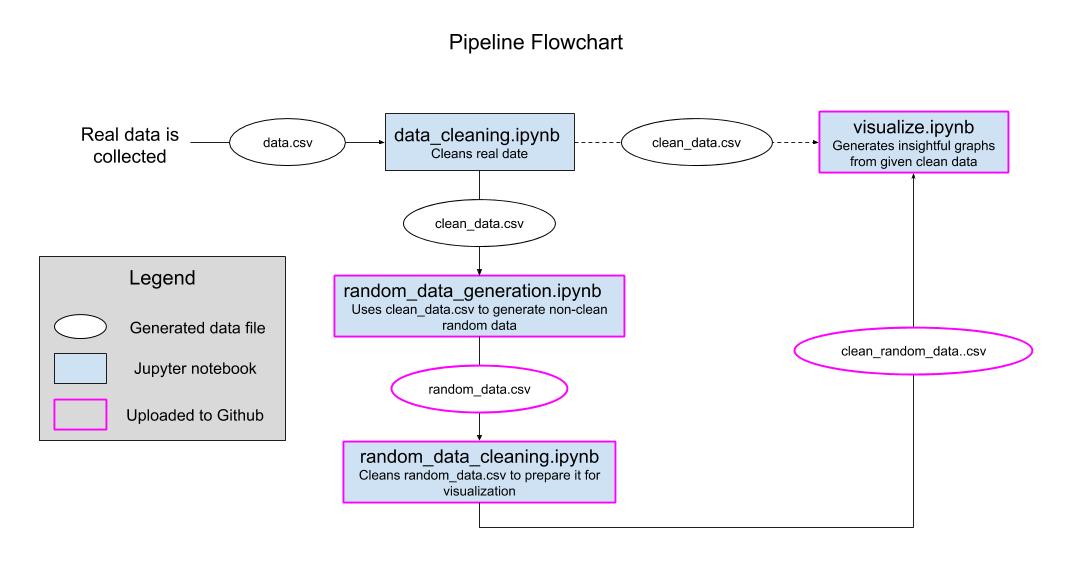 Pipeline Flowchart
Real data is
collected
data.csv
data_cleaning.ipynb
Cleans real date
clean_data.csv
visualize.ipynb
Generates insightful graphs
from given clean data
clean_data.csv
random_data_generation.ipynb
Uses clean_data.csv to generate non-clean
random data
Legend
Generated data file
Jupyter notebook
Uploaded to Github
random_data.csv
clean_random_data..csv
random_data_cleaning.ipynb
Cleans random_data.csv to prepare it for
visualization